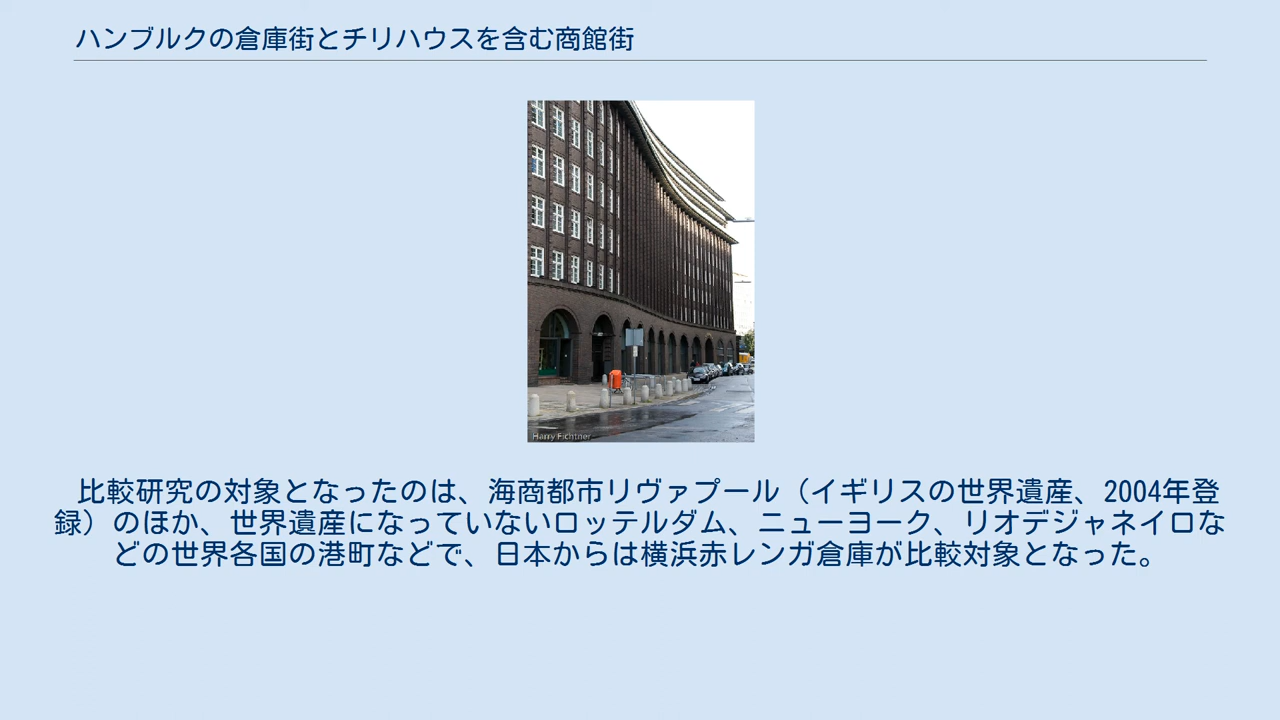 ハンブルクの倉庫街とチリハウスを含む商館街
Harry Fichtner
比較研究の対象となったのは、海商都市リヴァプール（イギリスの世界遺産、2004年登
録）のほか、世界遺産になっていないロッテルダム、ニューヨーク、リオデジャネイロな
どの世界各国の港町などで、日本からは横浜赤レンガ倉庫が比較対象となった。